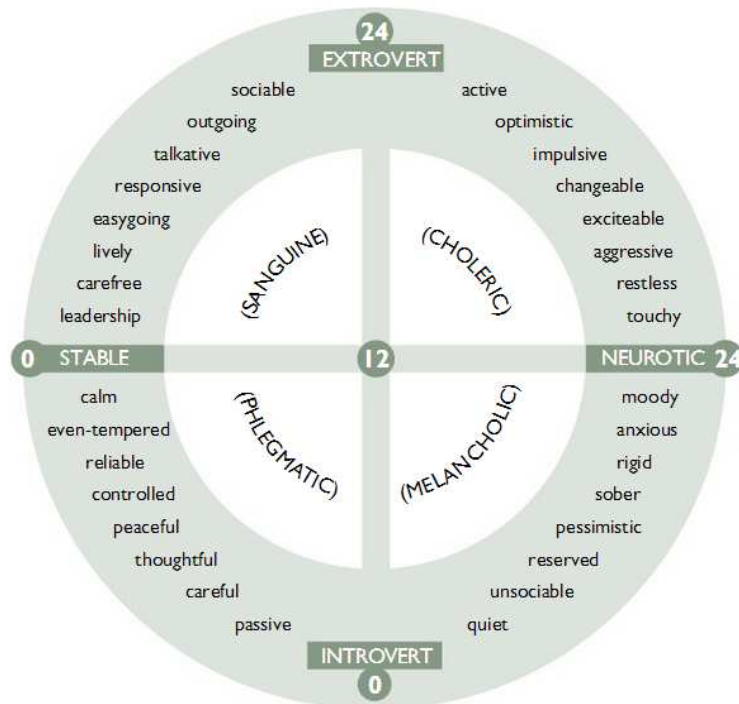 24
EXTROVERT
sociable
active
outgoing
optimistic
talkative
impulsive
responsive
changeable
easygoing
exciteable
lively
aggressive
carefree
restless
leadership
touchy
(SANGUINE)
(CHOLERIC)
0 STABLE
12
NEUROTIC 24
calm
moody
even-tempered
anxious
reliable
rigid
controlled
sober
peaceful
pessimistic
thoughtful
reserved
careful
unsociable
passive
quiet
(PHLEGMATIC)
(MELANCHOLIC)
INTROVERT
0